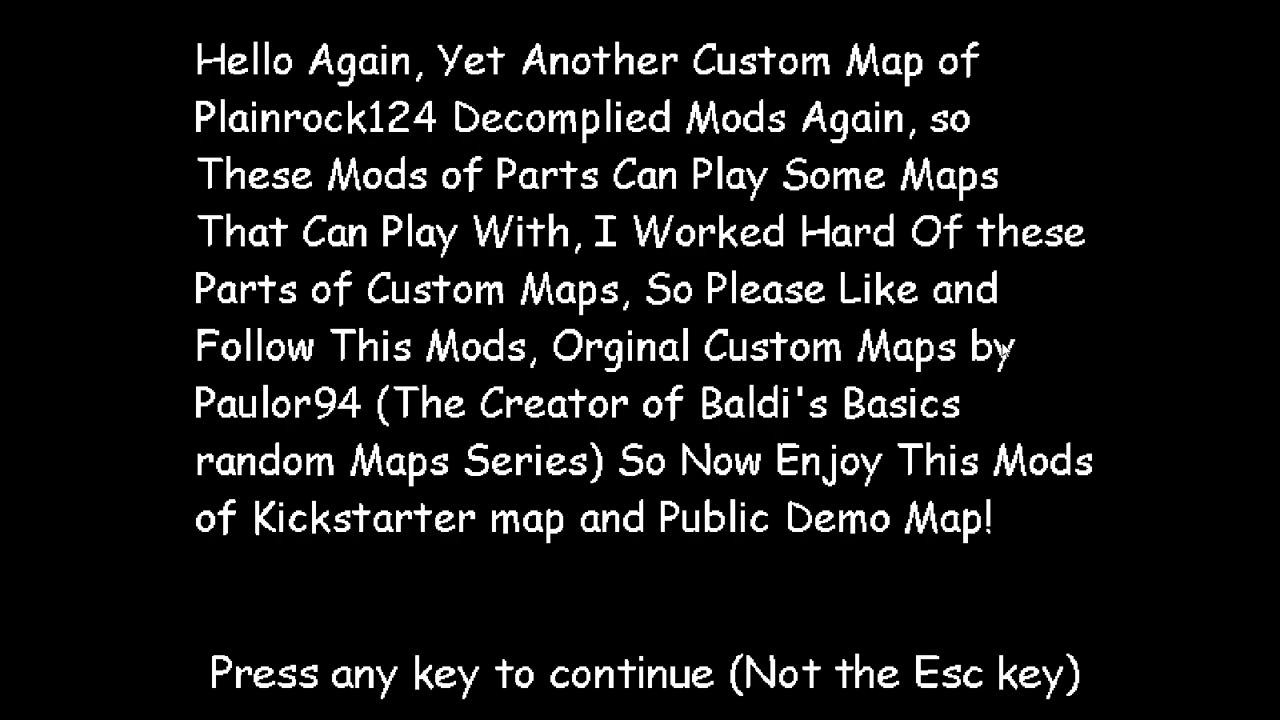 Hello Again, Yet Another Custom Map of
Plainrock124 Decomplied Mods Again, so
These Mods of Parts Can Play Some Maps
That Can Play With, I Worked Hard Of these
Parts of Custom Maps, So Please Like and
Follow This Mods, Orginal Custom Maps by
Paulor94 (The Creator of Baldi's Basics
random Maps Series) So Now Enjoy This Mods
of Kickstarter map and Public Demo Map!
Press any key to continue (Not the Esc key)